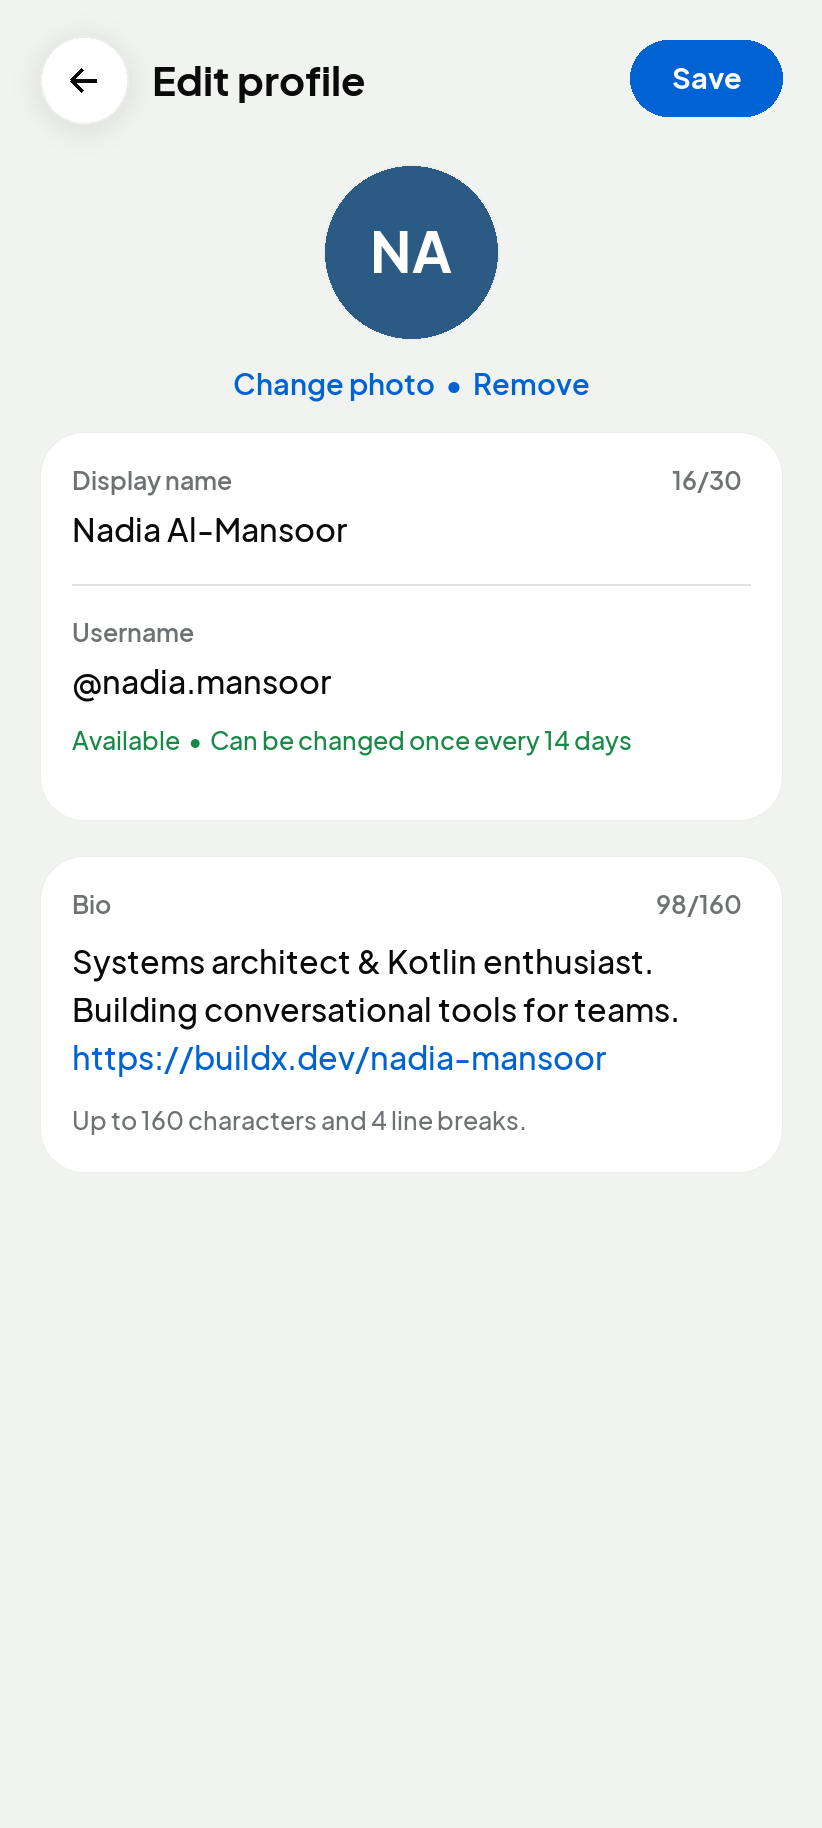 Edit profile
Save
NA
Change photo • Remove
Display name 16/30
Nadia Al-Mansoor
Username
@nadia.mansoor
Available • Can be changed once every 14 days
Bio 98/160
Systems architect & Kotlin enthusiast.
Building conversational tools for teams.
https://buildx.dev/nadia-mansoor
Up to 160 characters and 4 line breaks.